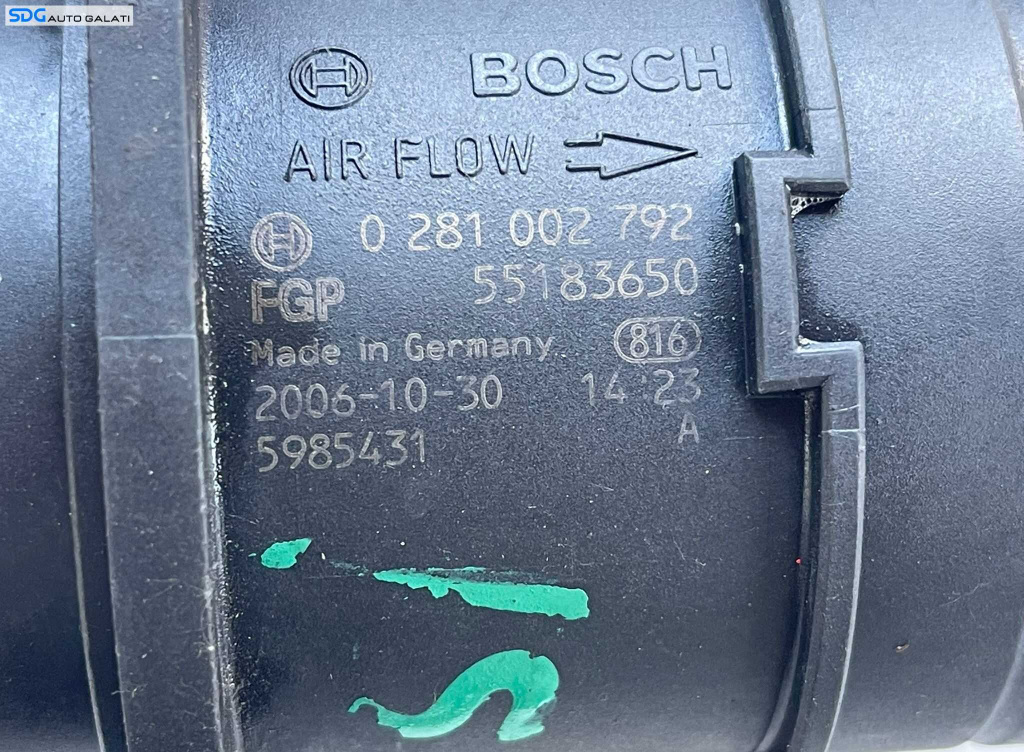 SDG AUTO GALATI
BOSCH
AIR FLOW
0 281 002 792
FGP 55183650
Made in Germany 816
2006-10-30 14 23
5985431 A